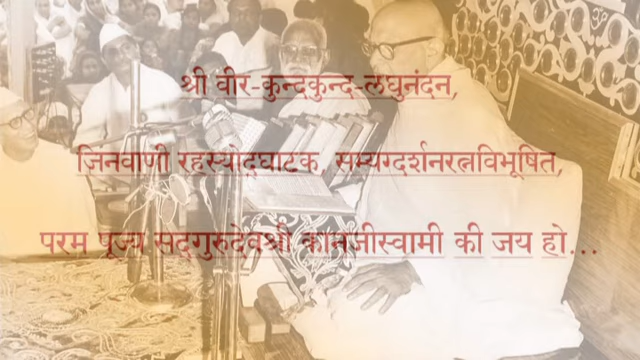 श्री वीर-कुन्दकुन्द-लघुनंदन,
जिनवाणी रहस्योद्घाटक, सम्यग्दर्शनरत्नविभूषित,
परम पूज्य सद्गुरुदेवश्री कानजीस्वामी की जय हो...